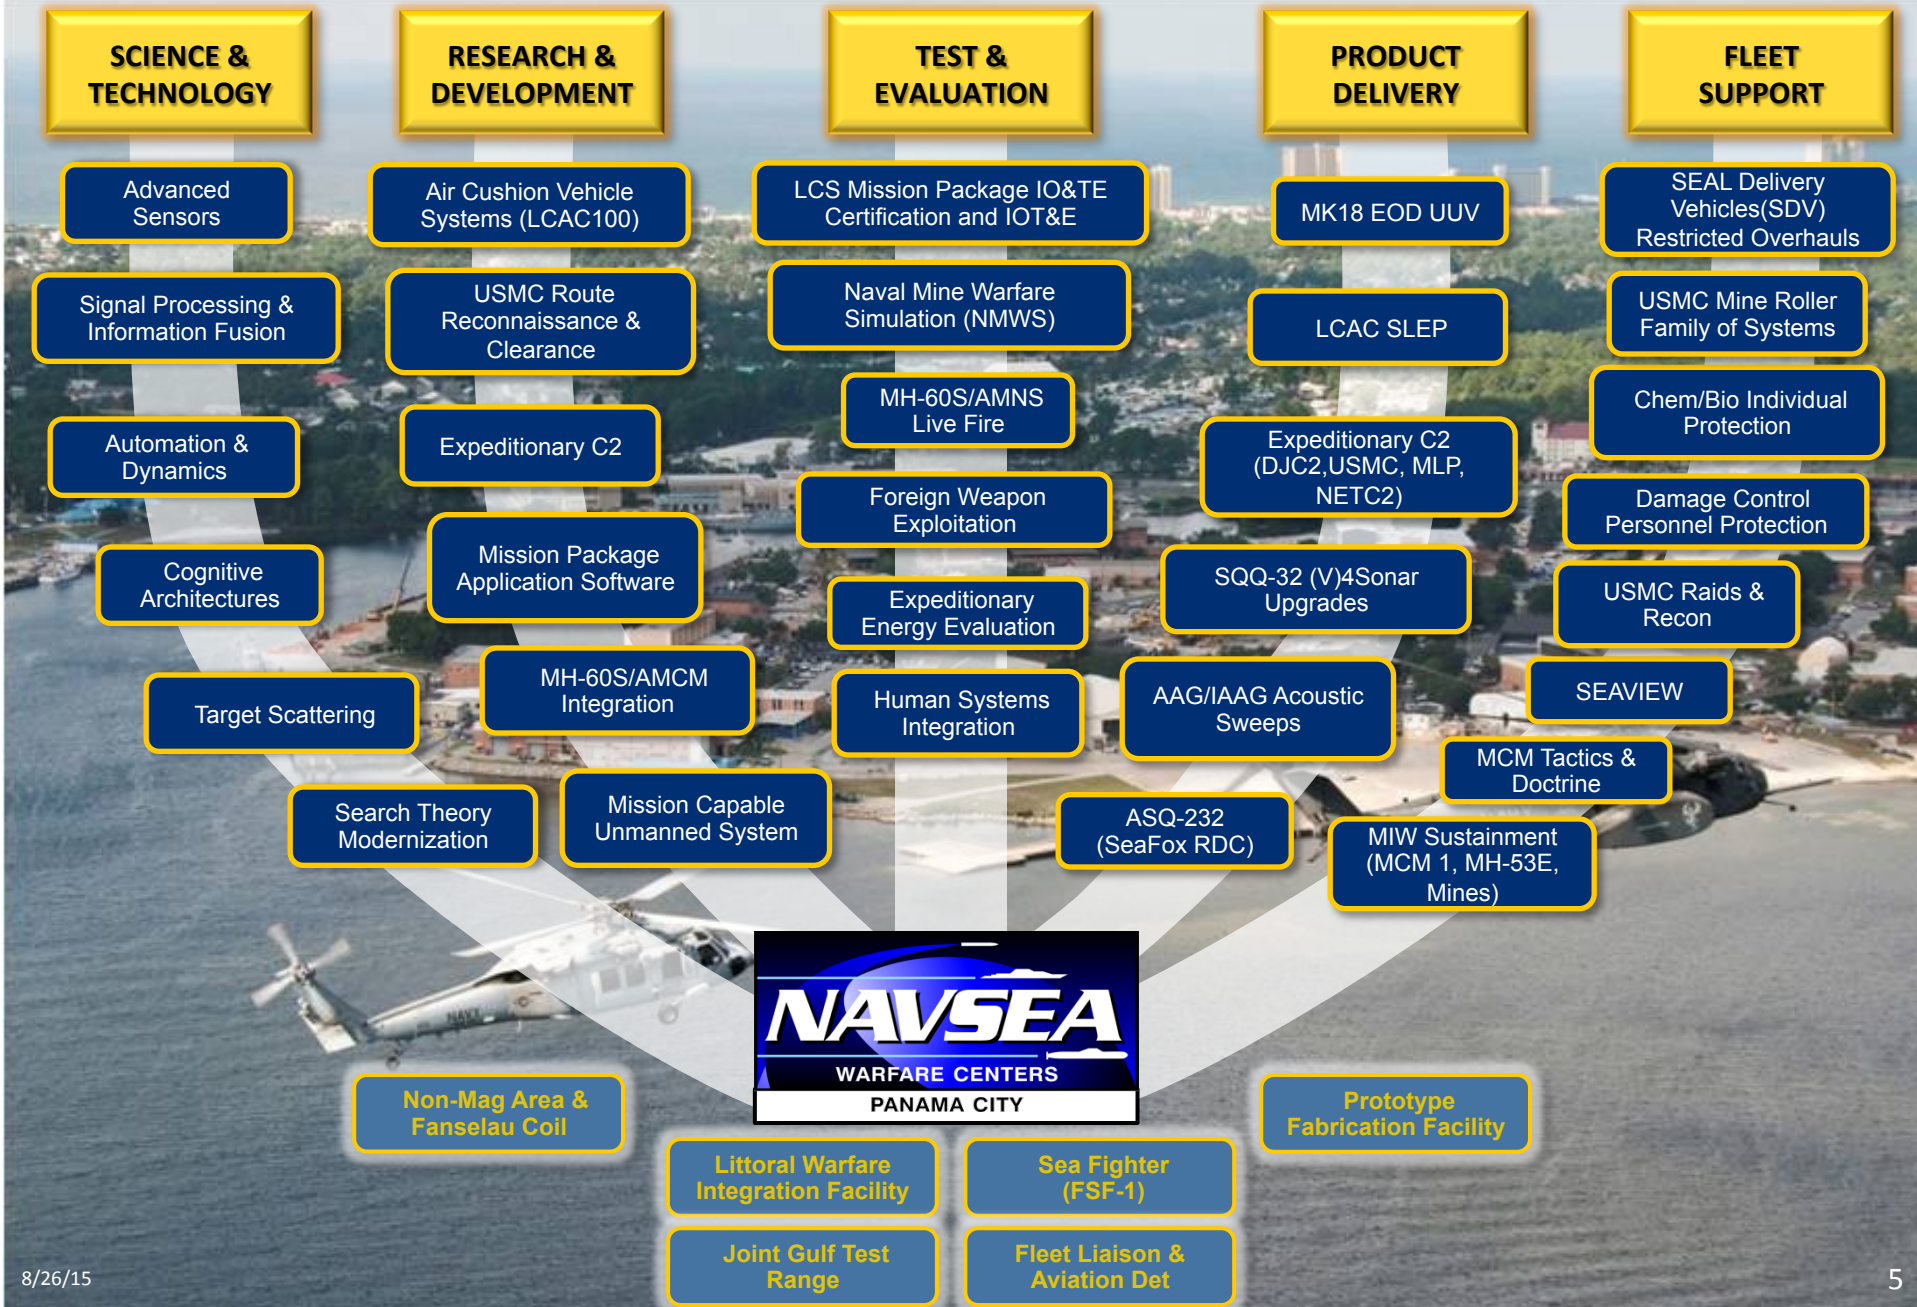 SCIENCE &
TECHNOLOGY
Advanced
Sensors
Signal Processing &
Information Fusion
Automation &
Dynamics
Cognitive
Architectures
Target Scattering
Search Theory
Modernization
RESEARCH &
DEVELOPMENT
Air Cushion Vehicle
Systems (LCAC100)
USMC Route
Reconnaissance &
Clearance
Expeditionary C2
Mission Package
Application Software
MH-60S/AMCM
Integration
Mission Capable
Unmanned System
TEST &
EVALUATION
LCS Mission Package IO&TE
Certification and IOT&E
Naval Mine Warfare
Simulation (NMWS)
MH-60S/AMNS
Live Fire
Foreign Weapon
Exploitation
Expeditionary
Energy Evaluation
Human Systems
Integration
PRODUCT
DELIVERY
MK18 EOD UUV
LCAC SLEP
Expeditionary C2
(DJC2,USMC, MLP,
NETC2)
SQQ-32 (V)4Sonar
Upgrades
AAG/IAAG Acoustic
Sweeps
ASQ-232
(SeaFox RDC)
FLEET
SUPPORT
SEAL Delivery
Vehicles(SDV)
Restricted Overhauls
USMC Mine Roller
Family of Systems
Chem/Bio Individual
Protection
Damage Control
Personnel Protection
USMC Raids &
Recon
SEAVIEW
MCM Tactics &
Doctrine
MIW Sustainment
(MCM 1, MH-53E,
Mines)
NAVY
NAVSEA
WARFARE CENTERS
PANAMA CITY
Non-Mag Area &
Fanselau Coil
Littoral Warfare
Integration Facility
Joint Gulf Test
Range
Sea Fighter
(FSF-1)
Fleet Liaison &
Aviation Det
Prototype
Fabrication Facility
8/26/15
5